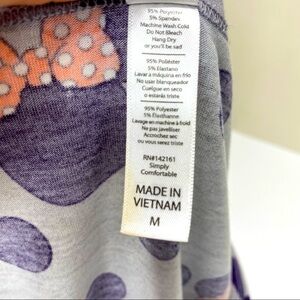 95% Polyester
5% Spandex
Machine Wash Cold
Do Not Bleach
Hang Dry
or you'll be sad
95% Poliéster
5% Elastano
Lavar a máquina en frío
No usar blanqueador
Cuelgue en seco
o estarás triste
95% Polyester
5% Élasthanne
Lavage en machine à froid
Ne pas javelliser
Accrochez sec
ou vous serez triste
RN#142161
Simply
Comfortable
MADE IN
VIETNAM
M